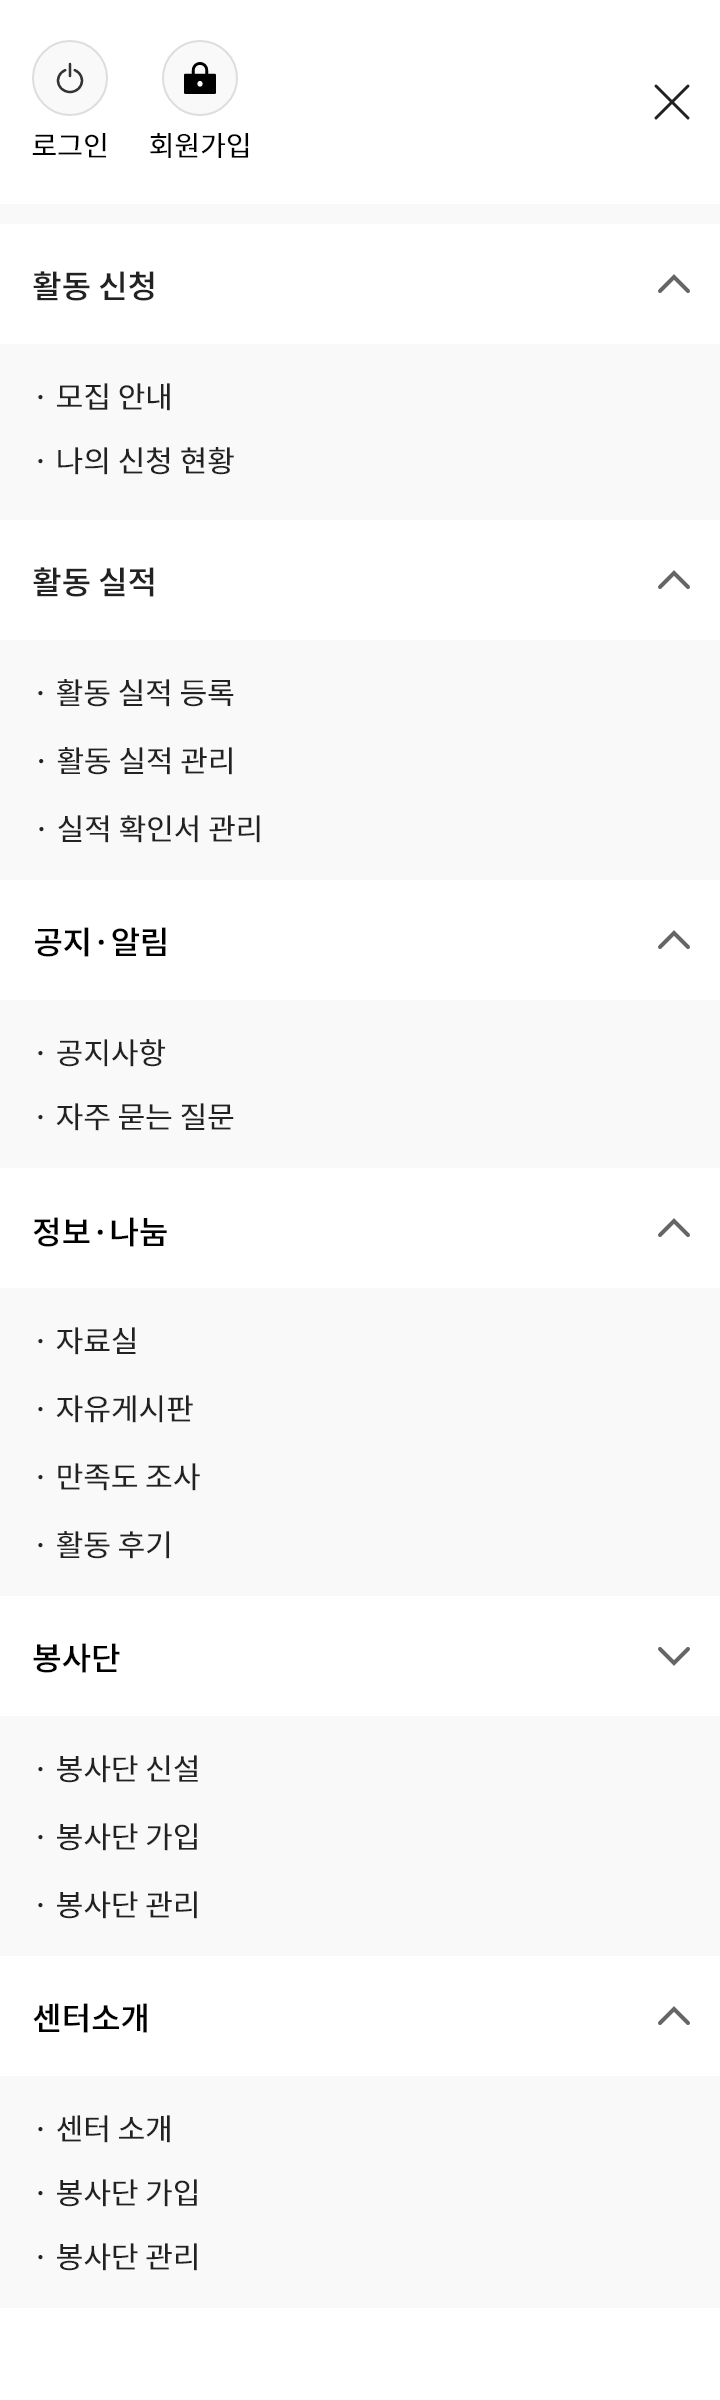 로그인 회원가입
활동 신청
· 모집 안내
· 나의 신청 현황
활동 실적
· 활동 실적 등록
· 활동 실적 관리
· 실적 확인서 관리
공지·알림
· 공지사항
· 자주 묻는 질문
정보·나눔
· 자료실
· 자유게시판
· 만족도 조사
· 활동 후기
봉사단
· 봉사단 신설
· 봉사단 가입
· 봉사단 관리
센터소개
· 센터 소개
· 봉사단 가입
· 봉사단 관리